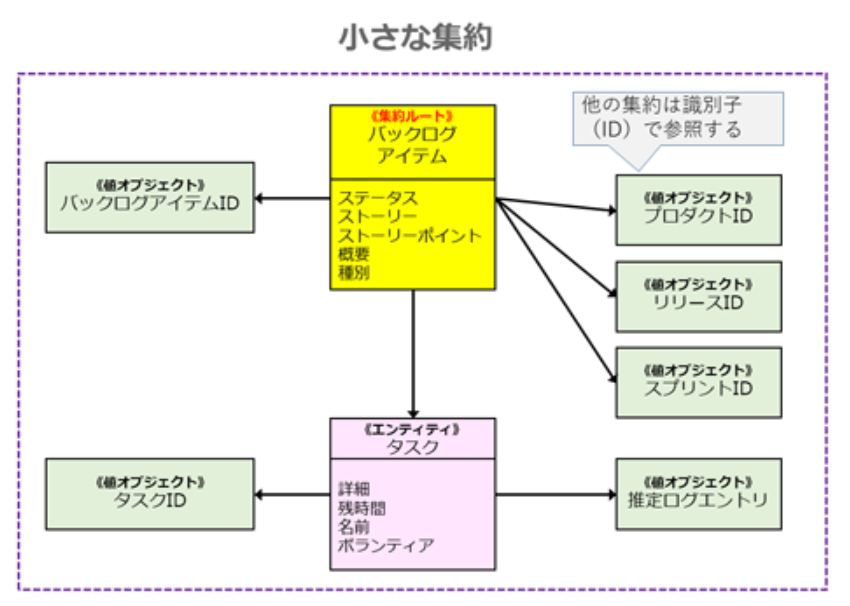 小さな集約
《集約ルート》
バックログ
アイテム
ステータス
ストーリー
ストーリーポイント
概要
種別
他の集約は識別子
（ID）で参照する
《値オブジェクト》
バックログアイテムID
《値オブジェクト》
プロダクトID
《値オブジェクト》
リリースID
《値オブジェクト》
スプリントID
《エンティティ》
タスク
詳細
残時間
名前
ボランティア
《値オブジェクト》
タスクID
《値オブジェクト》
推定ログエントリ